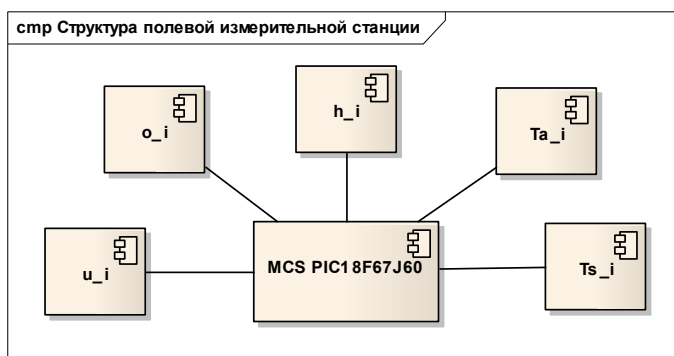 cmp Структура полевой измерительной станции
h_i
o_i
Ta_i
MCS PIC18F67J60
u_i
Ts_i